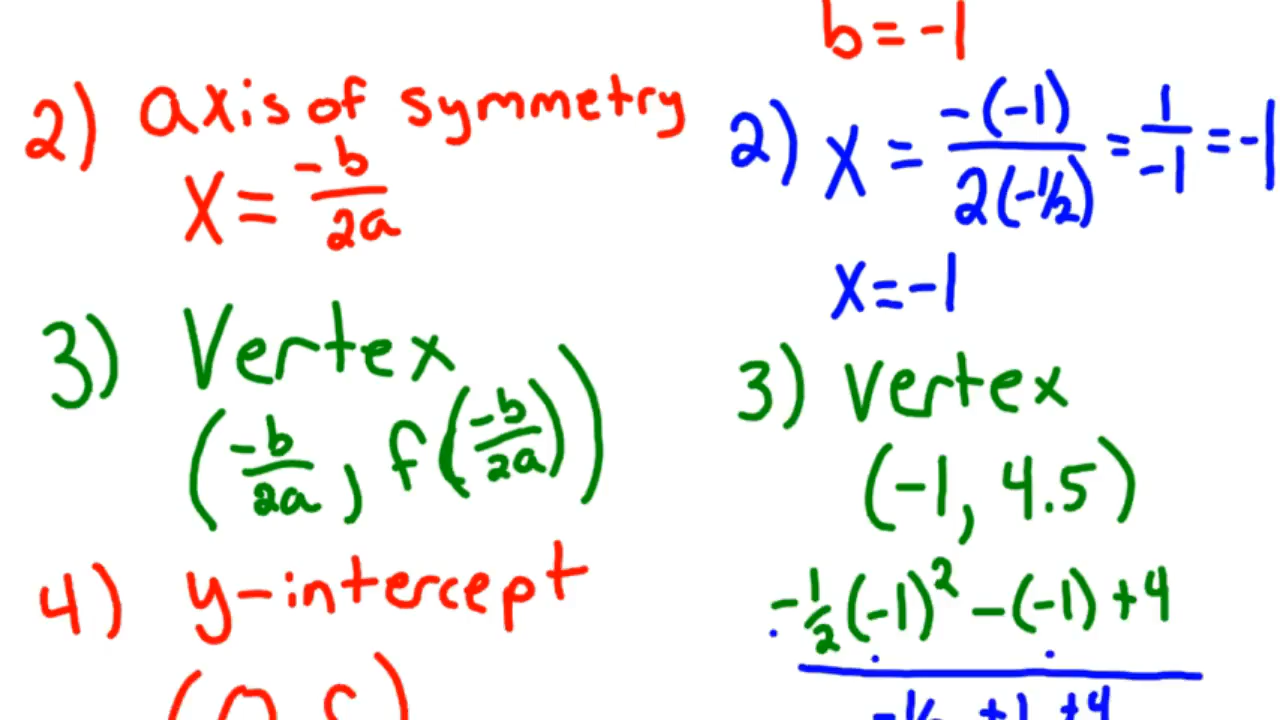 2) axis of symmetry
x = -b/2a
3) Vertex
(-b/2a, f(-b/2a))
4) y-intercept
b = -1
2) x = -(-1)/2(-1/2) = 1/-1 = -1
x = -1
3) vertex
(-1, 4.5)
-1/2(-1)² - (-1) + 4